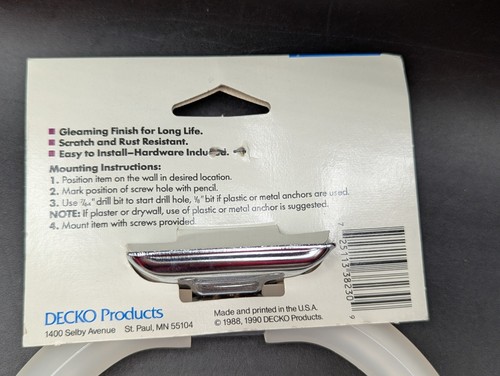 Gleaming Finish for Long Life.
Scratch and Rust Resistant.
Easy to Install–Hardware Included.
Mounting Instructions:
1. Position item on the wall in desired location.
2. Mark position of screw hole with pencil.
3. Use " drill bit to start drill hole, " bit if plastic or metal anchors are used.
NOTE: If plaster or drywall, use of plastic or metal anchor is suggested.
4. Mount item with screws provided
DECKO Products
1400 Selby Avenue St. Paul, MN 55104
Made and printed in the U.S.A.
© 1988, 1990 DECKO Products.
7 25113 38230 9